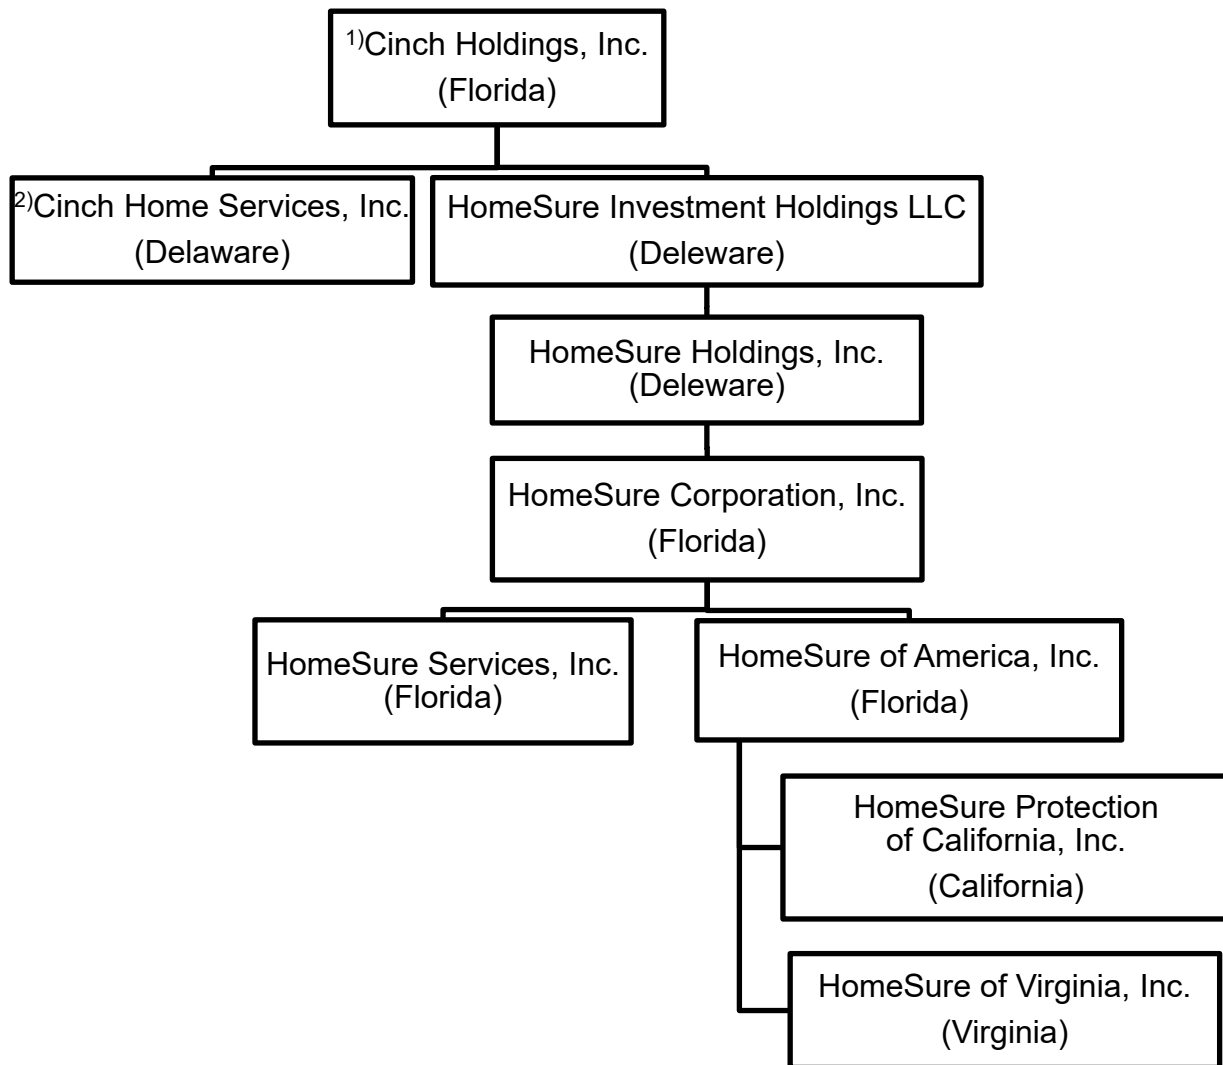 1)Cinch Holdings, Inc.
(Florida)
2)Cinch Home Services, Inc.
(Delaware)
HomeSure Investment Holdings LLC
(Deleware)
HomeSure Holdings, Inc.
(Deleware)
HomeSure Corporation, Inc.
(Florida)
HomeSure Services, Inc.
(Florida)
HomeSure of America, Inc.
(Florida)
HomeSure Protection
of California, Inc.
(California)
HomeSure of Virginia, Inc.
(Virginia)